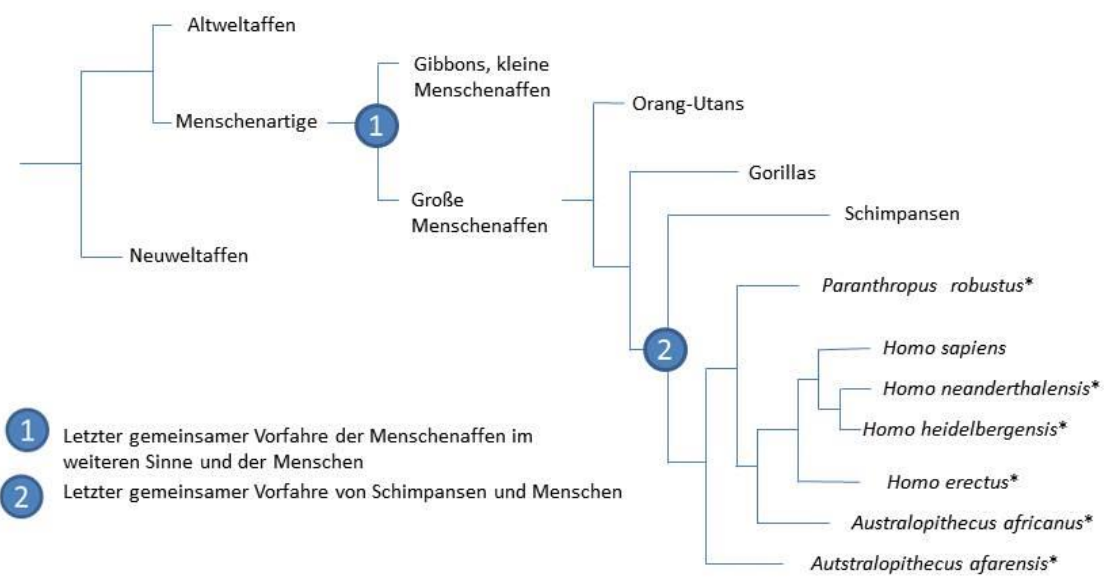 Altweltaffen
Gibbons, kleine
Menschenaffen
Orang-Utans
Menschenartige
1
Gorillas
Große
Menschenaffen
Schimpansen
Neuweltaffen
Paranthropus robustus*
2
Homo sapiens
Homo neanderthalensis*
Homo heidelbergensis*
Homo erectus*
Australopithecus africanus*
Autstralopithecus afarensis*
1
Letzter gemeinsamer Vorfahre der Menschenaffen im
weiteren Sinne und der Menschen
2
Letzter gemeinsamer Vorfahre von Schimpansen und Menschen